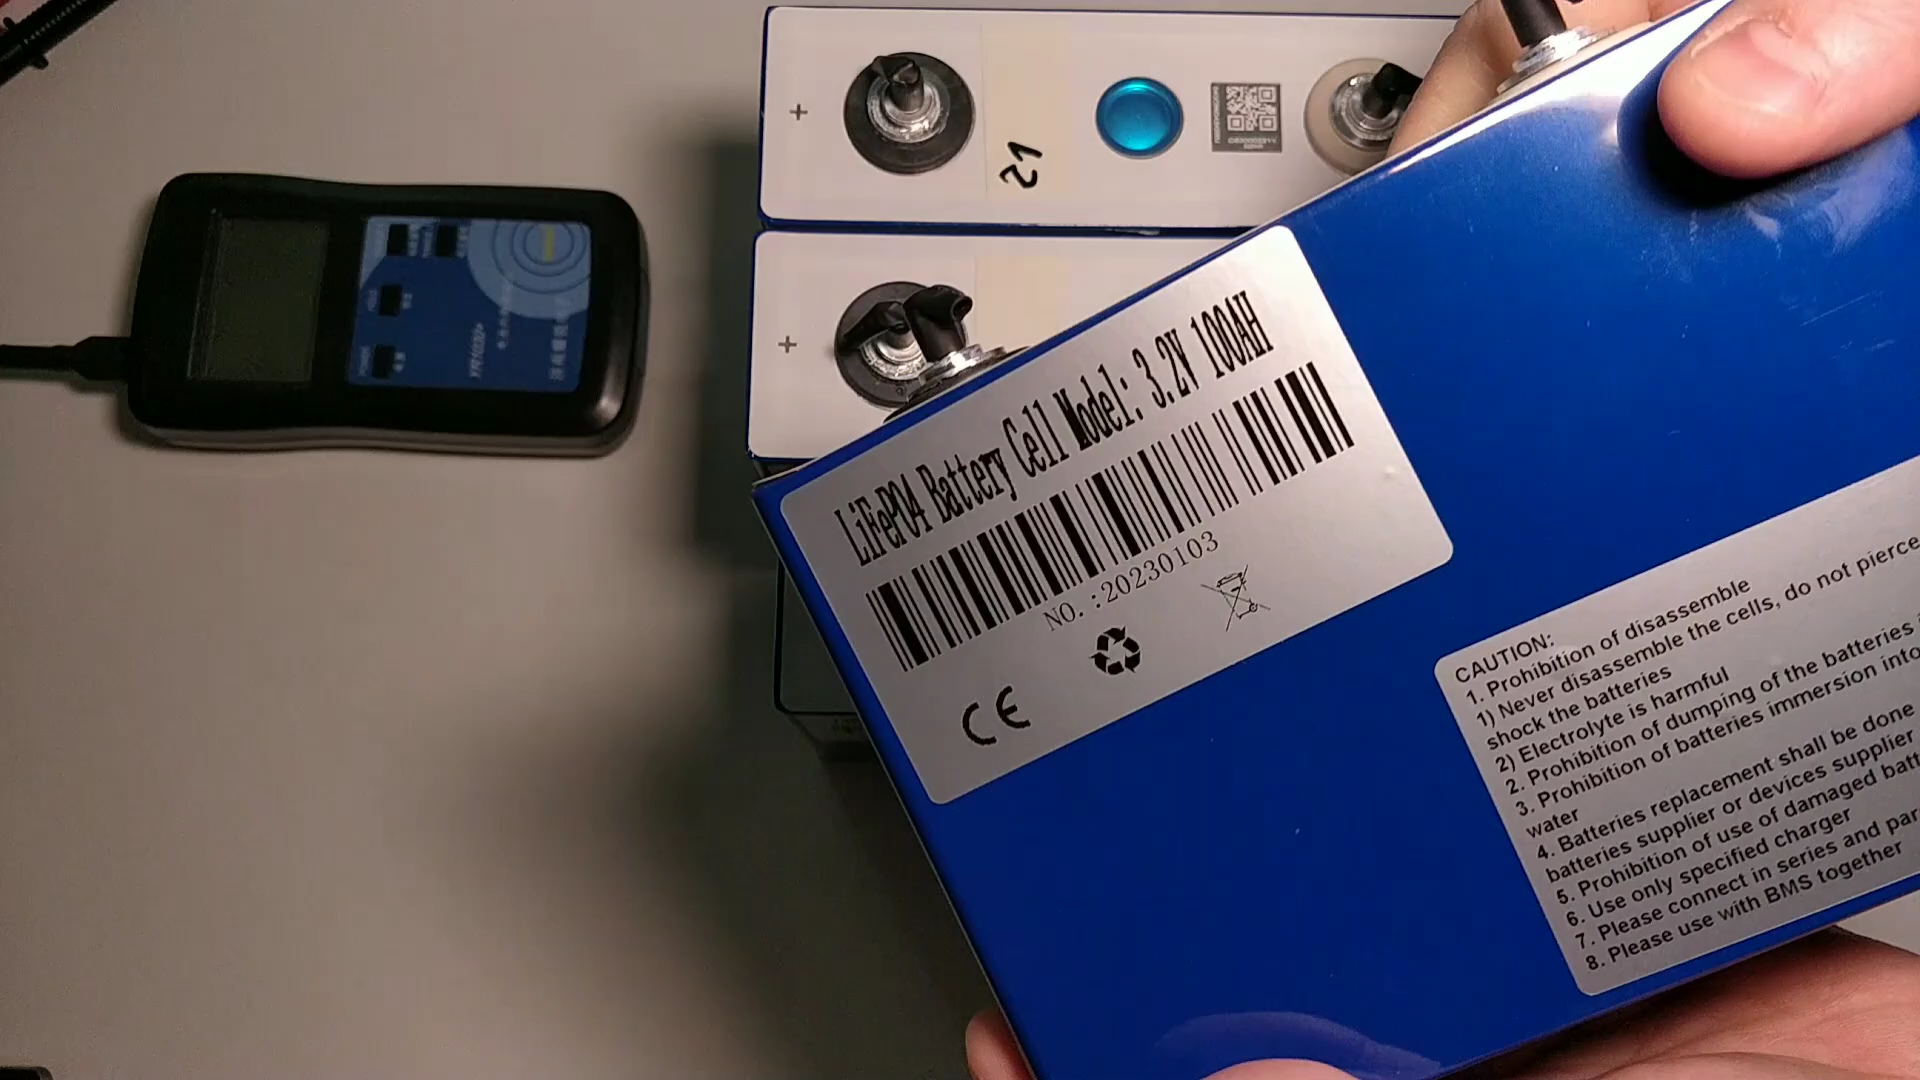 +
21
+
LiFePO4 Battery Cell Model: 3.2V 100AH
NO.:20230103
CE
CAUTION:
1. Prohibition of disassemble
1) Never disassemble the cells, do not pierce
shock the batteries
2) Electrolyte is harmful
2. Prohibition of dumping of the batteries
3. Prohibition of batteries immersion into
water
4. Batteries replacement shall be done
batteries supplier or devices supplier
5. Prohibition of use of damaged
6. Use only specified charger
7. Please connect in series and
8. Please use with BMS together